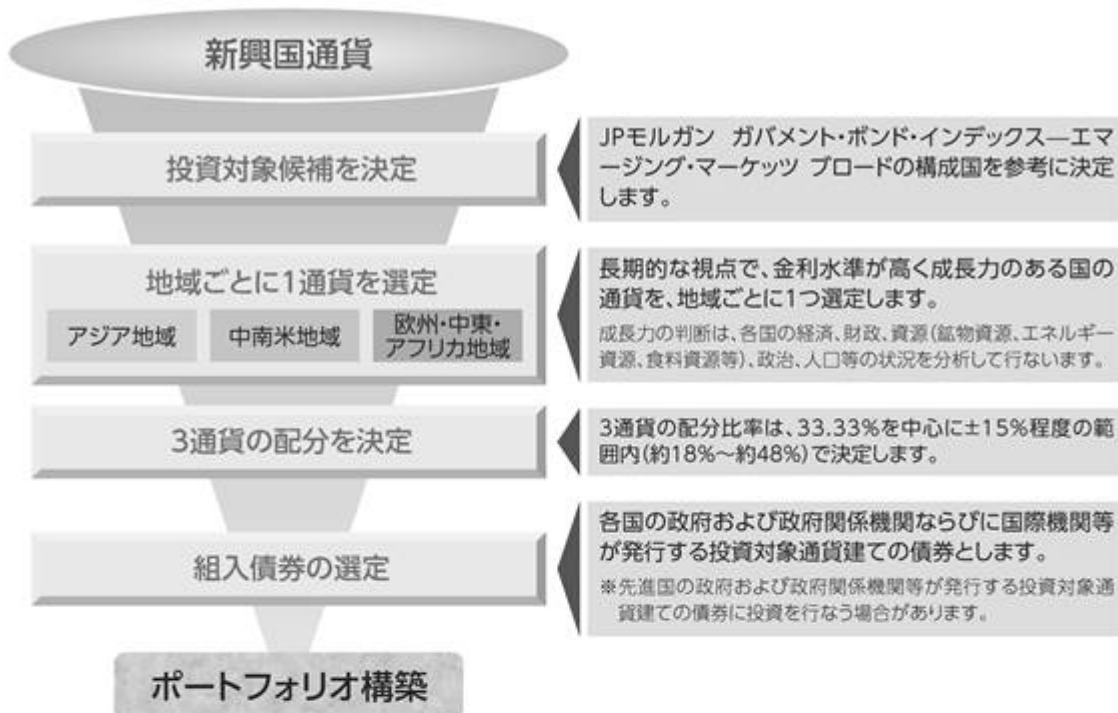 新興国通貨
投資対象候補を決定
JPモルガン ガバメント・ボンド・インデックス―エマ
ージング・マーケッツ ブロードの構成国を参考に決定
します。
地域ごとに1通貨を選定
アジア地域
中南米地域
欧州・中東・
アフリカ地域
長期的な視点で、金利水準が高く成長力のある国の
通貨を、地域ごとに1つ選定します。
成長力の判断は、各国の経済、財政、資源(鉱物資源、エネルギー
資源、食料資源等)、政治、人口等の状況を分析して行ないます。
3通貨の配分を決定
3通貨の配分比率は、33.33%を中心に±15%程度の範
囲内(約18%～約48%)で決定します。
組入債券の選定
各国の政府および政府関係機関ならびに国際機関等
が発行する投資対象通貨建ての債券とします。
※先進国の政府および政府関係機関等が発行する投資対象通
貨建ての債券に投資を行なう場合があります。
ポートフォリオ構築